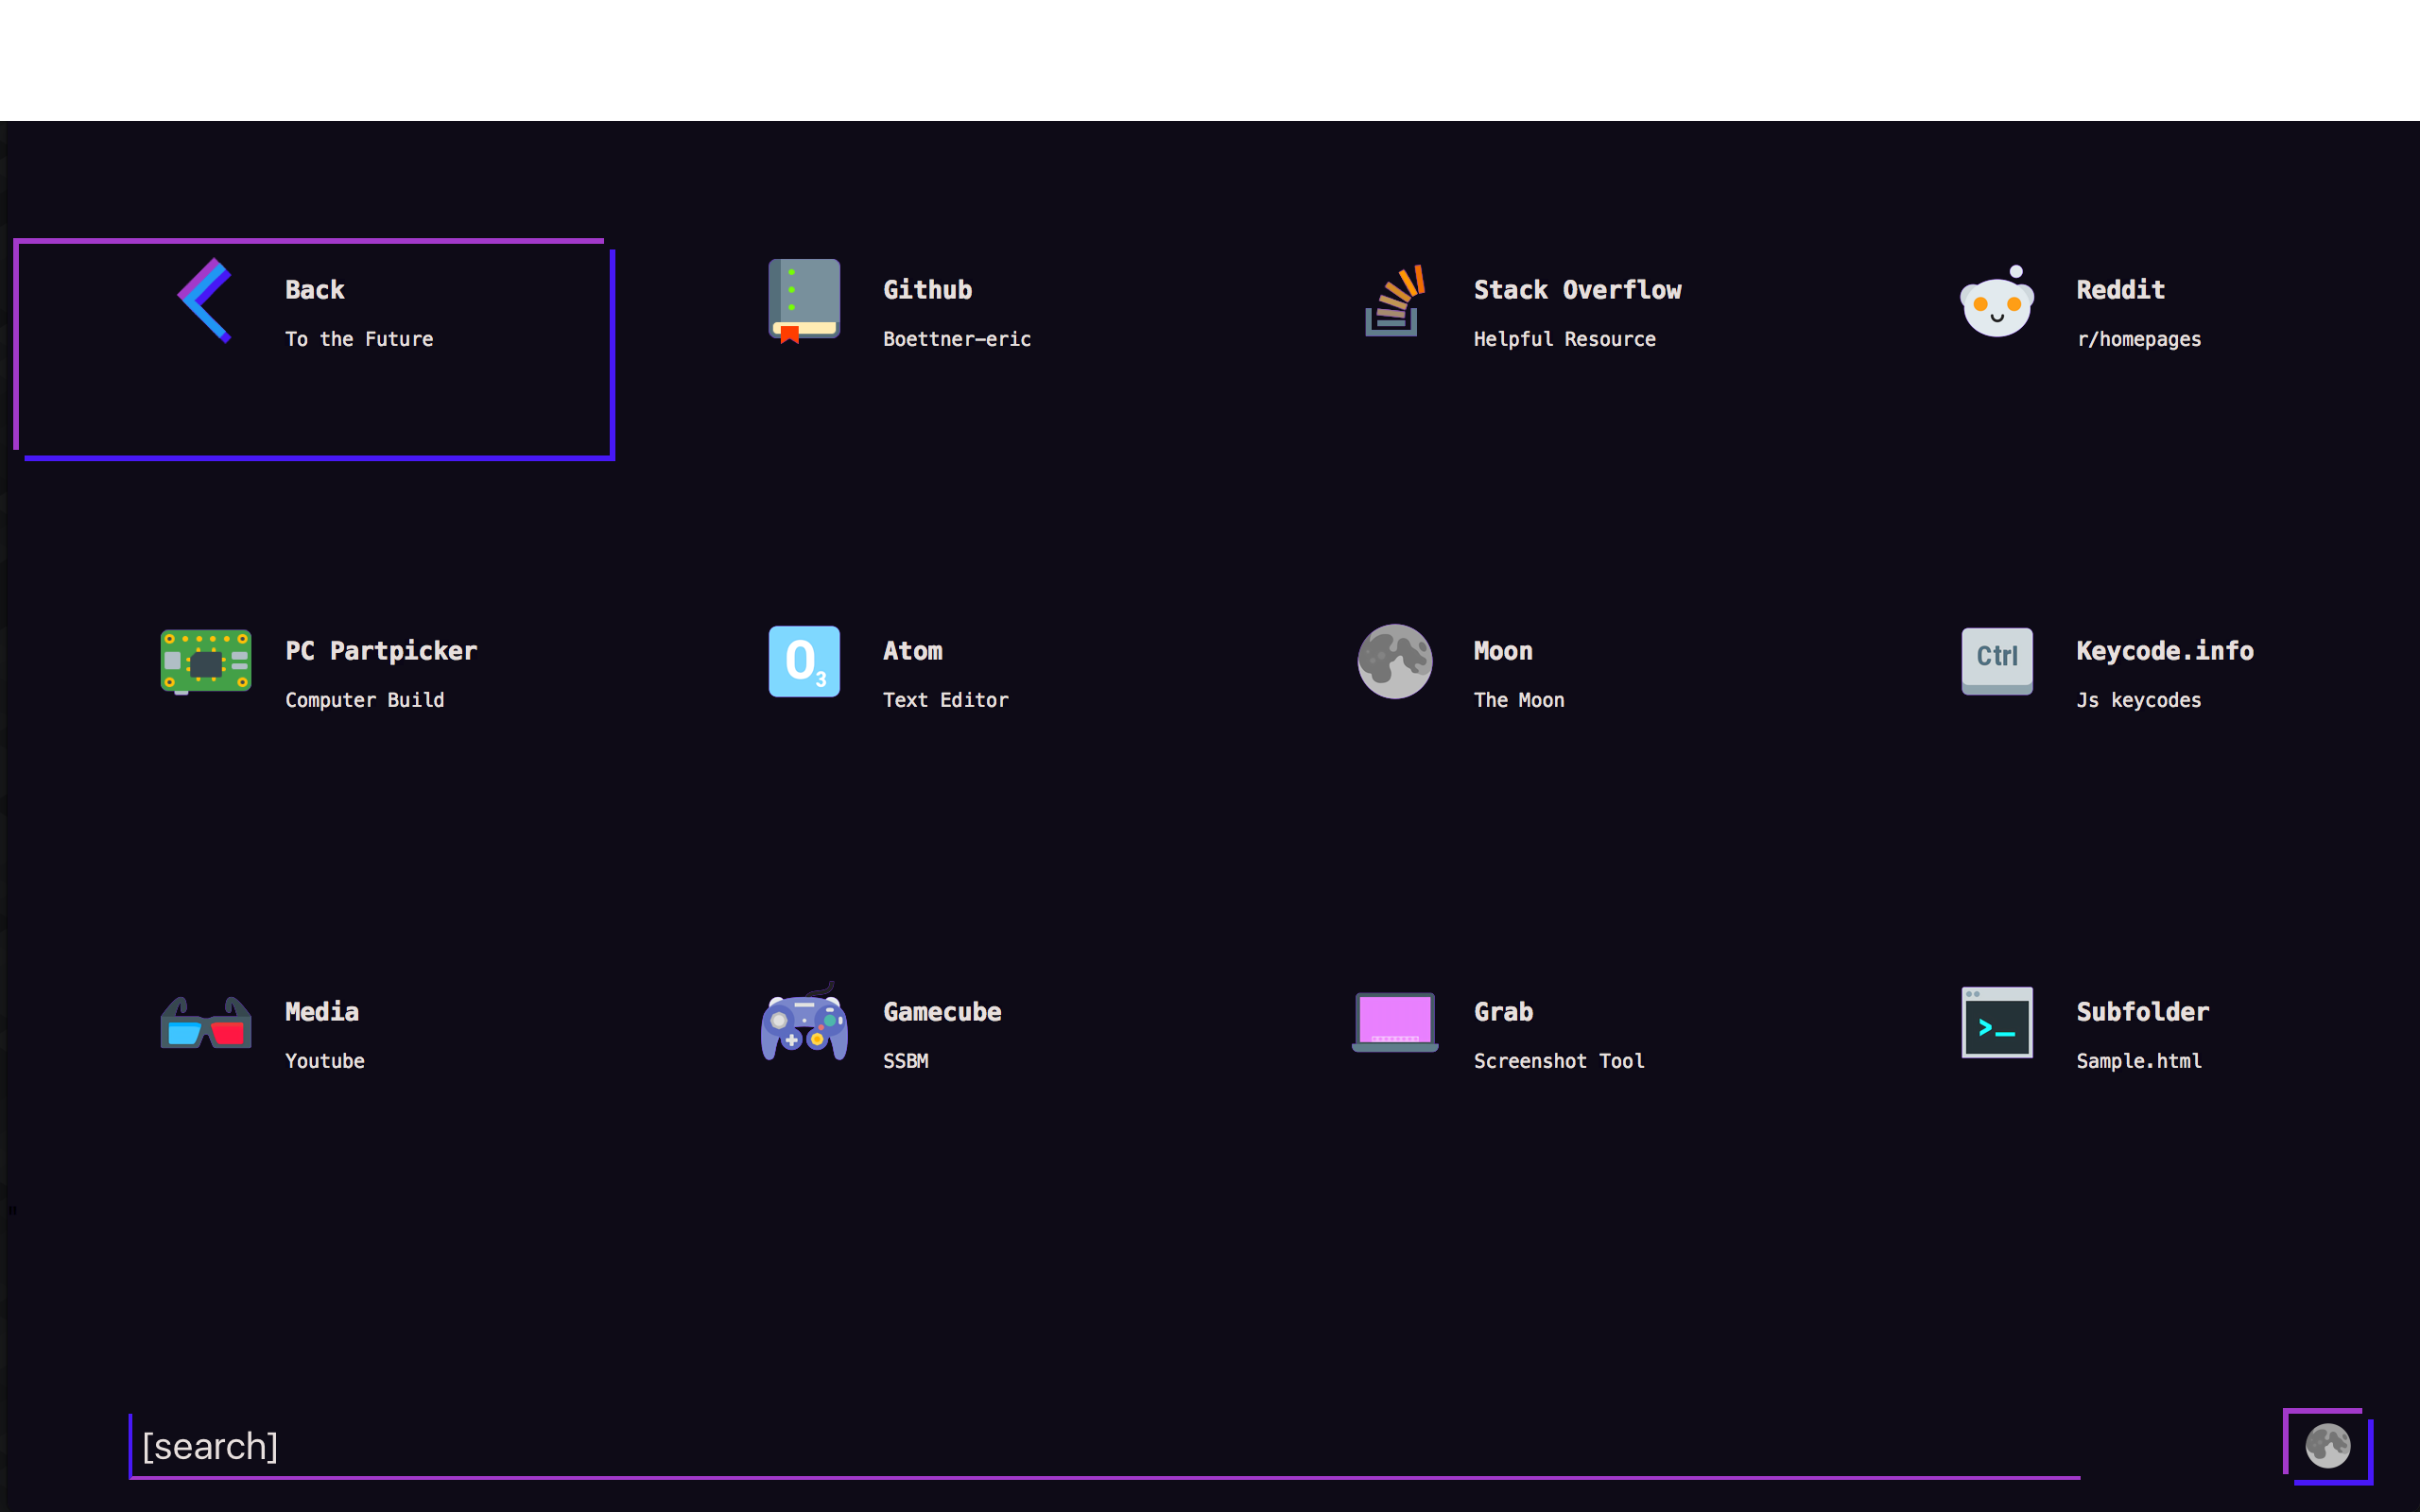 Back
To the Future
Github
Boettner-eric
Stack Overflow
Helpful Resource
Reddit
r/homepages
PC Partpicker
Computer Build
O3
Atom
Text Editor
Moon
The Moon
Ctrl
Keycode.info
Js keycodes
Media
Youtube
Gamecube
SSBM
Grab
Screenshot Tool
>_
Subfolder
Sample.html
[search]